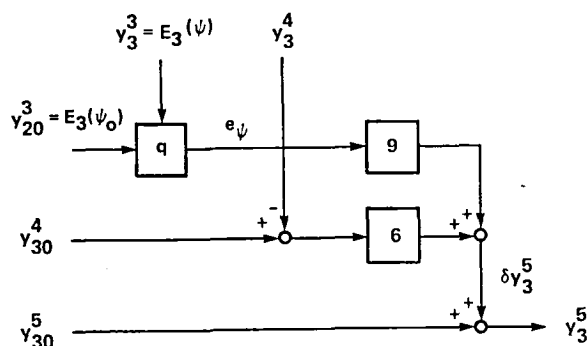 y_3^3 = E_3(ψ)
y_3^4
y_20^3 = E_3(ψ_o)
q
e_ψ
9
+ +
+ -
y_30^4
6
+ +
δy_3^5
+ +
y_30^5
y_3^5